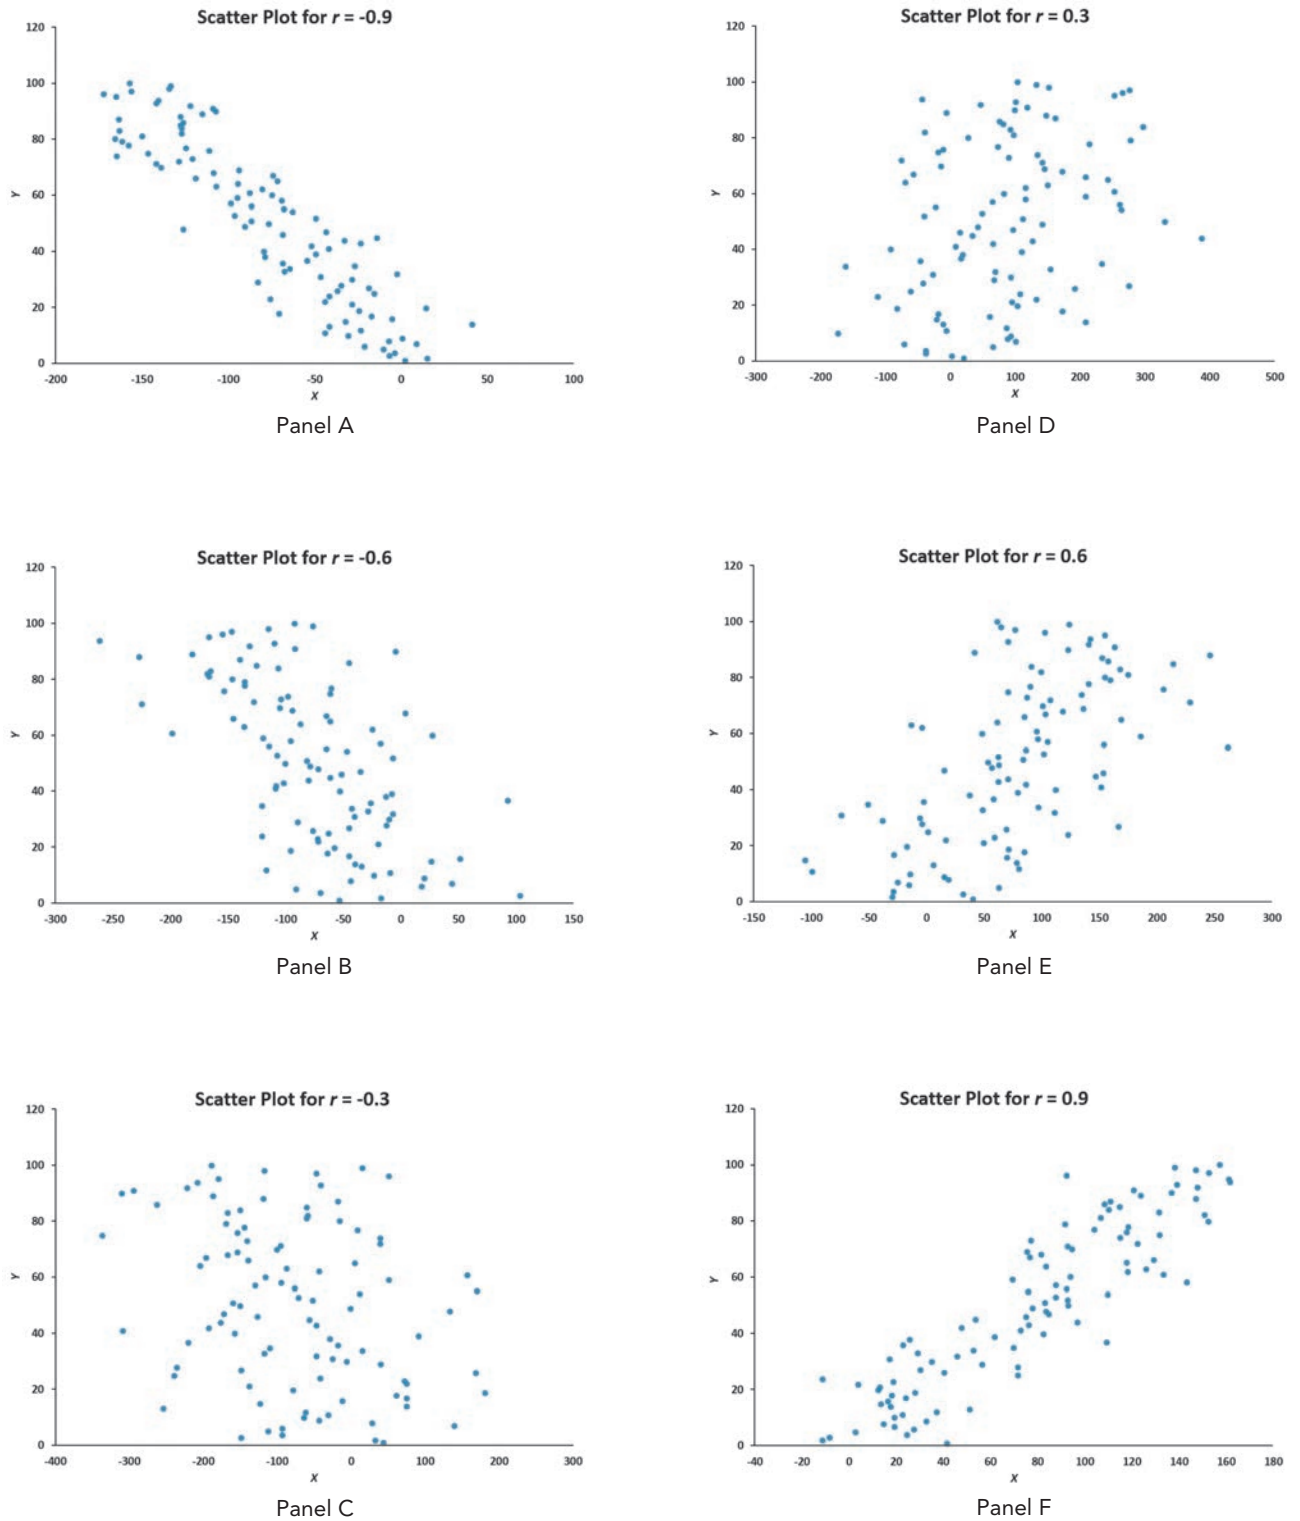 Scatter Plot for r = -0.9
120
100
80
60
40
20
0
Y
-200 -150 -100 -50 0 50 100
X
Panel A
Scatter Plot for r = -0.6
120
100
80
60
40
20
0
Y
-300 -250 -200 -150 -100 -50 0 50 100 150
X
Panel B
Scatter Plot for r = -0.3
120
100
80
60
40
20
0
Y
-400 -300 -200 -100 0 100 200 300
X
Panel C
Scatter Plot for r = 0.3
120
100
80
60
40
20
0
Y
-300 -200 -100 0 100 200 300 400 500
X
Panel D
Scatter Plot for r = 0.6
120
100
80
60
40
20
0
Y
-150 -100 -50 0 50 100 150 200 250 300
X
Panel E
Scatter Plot for r = 0.9
120
100
80
60
40
20
0
Y
-40 -20 0 20 40 60 80 100 120 140 160 180
X
Panel F